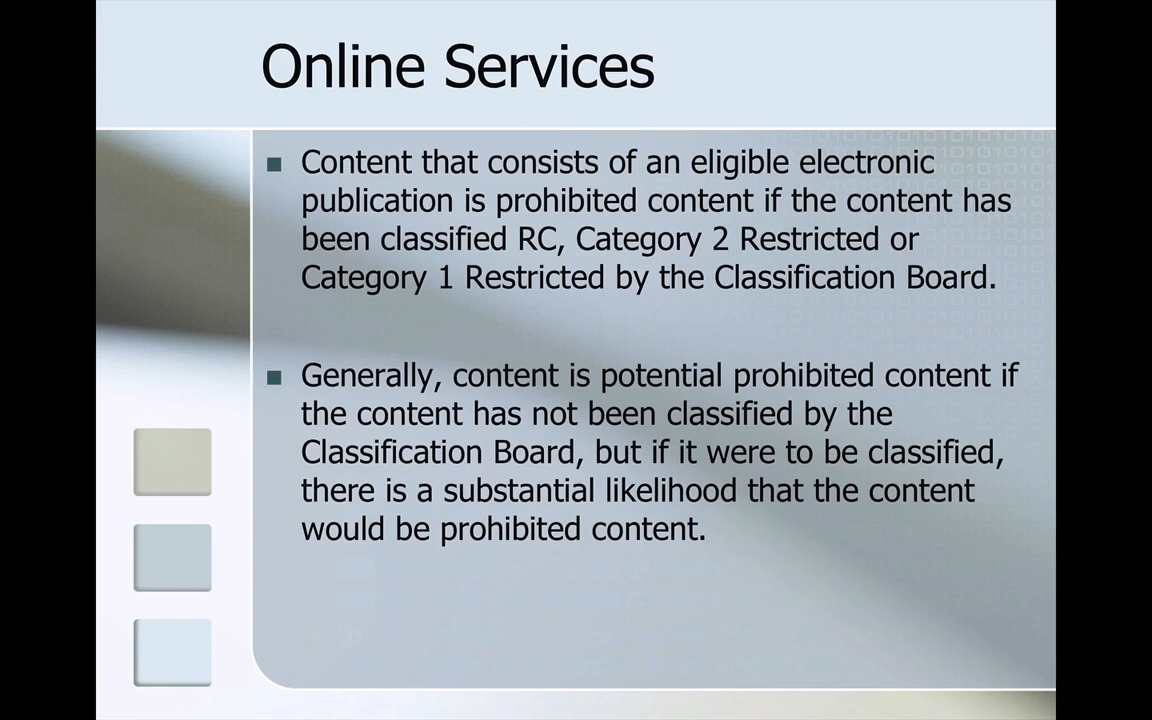 Online Services
Content that consists of an eligible electronic
publication is prohibited content if the content has
been classified RC, Category 2 Restricted or
Category 1 Restricted by the Classification Board.
Generally, content is potential prohibited content if
the content has not been classified by the
Classification Board, but if it were to be classified,
there is a substantial likelihood that the content
would be prohibited content.